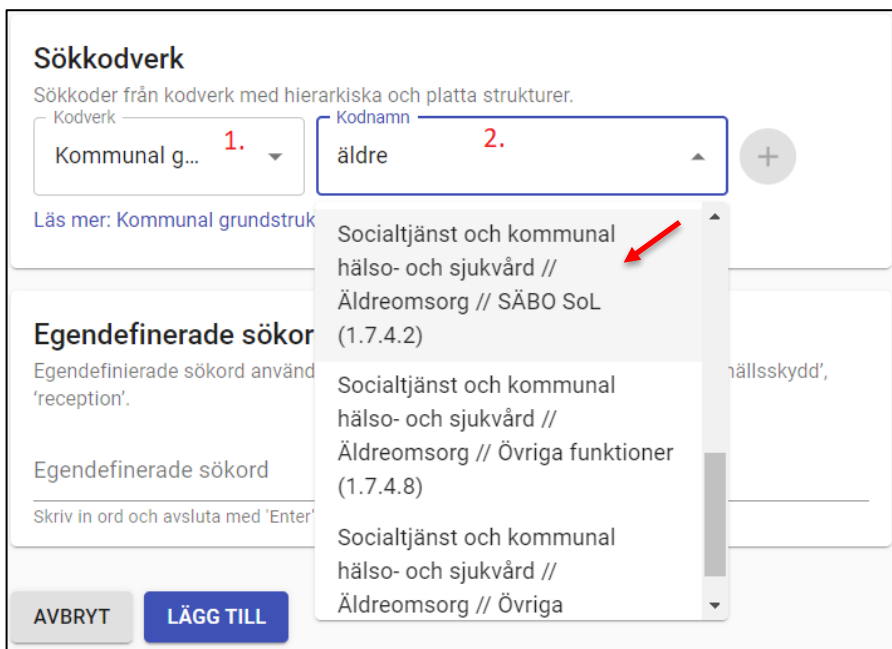 Sökkodverk
Sökkoder från kodverk med hierarkiska och platta strukturer.
Kodverk
Kommunal g...
1.
Kodnamn
äldre
2.
+
Läs mer: Kommunal grundstruk
Socialtjänst och kommunal
hälso- och sjukvård //
Äldreomsorg // SÄBO SoL
(1.7.4.2)
Socialtjänst och kommunal
hälso- och sjukvård //
Äldreomsorg // Övriga funktioner
(1.7.4.8)
Socialtjänst och kommunal
hälso- och sjukvård //
Äldreomsorg // Övriga
Egendefinerade sökor
Egendefinierade sökord använd
hällsskydd’,
‘reception’.
Egendefinerade sökord
Skriv in ord och avsluta med 'Enter'
AVBRYT
LÄGG TILL